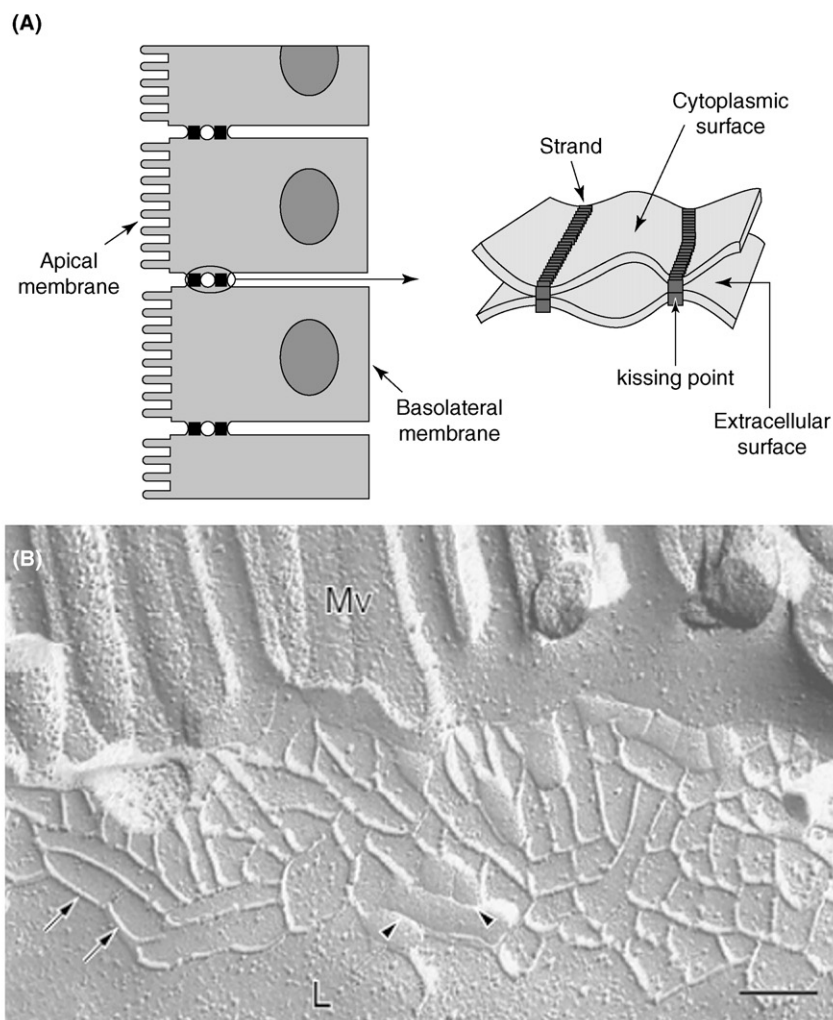 (A)
Cytoplasmic
surface
Strand
Apical
membrane
kissing point
Basolateral
membrane
Extracellular
surface
(B)
Mv
L